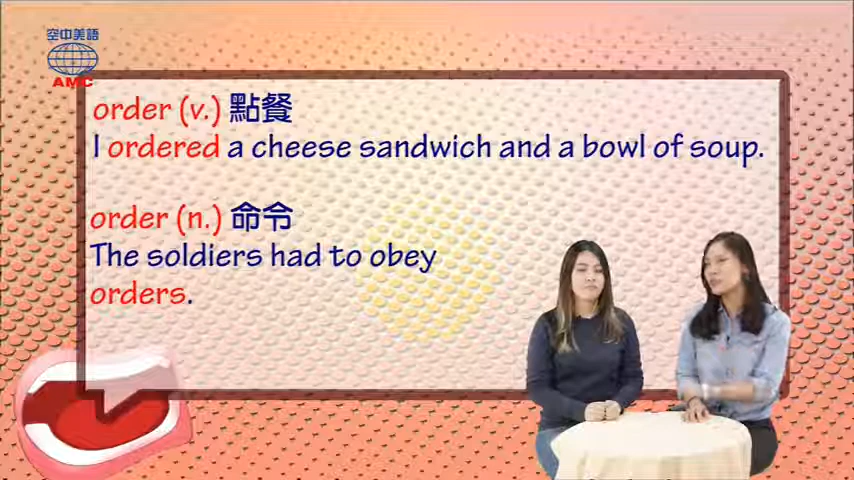 空中美語
AMC
order (v.) 點餐
I ordered a cheese sandwich and a bowl of soup.
order (n.) 命令
The soldiers had to obey
orders.